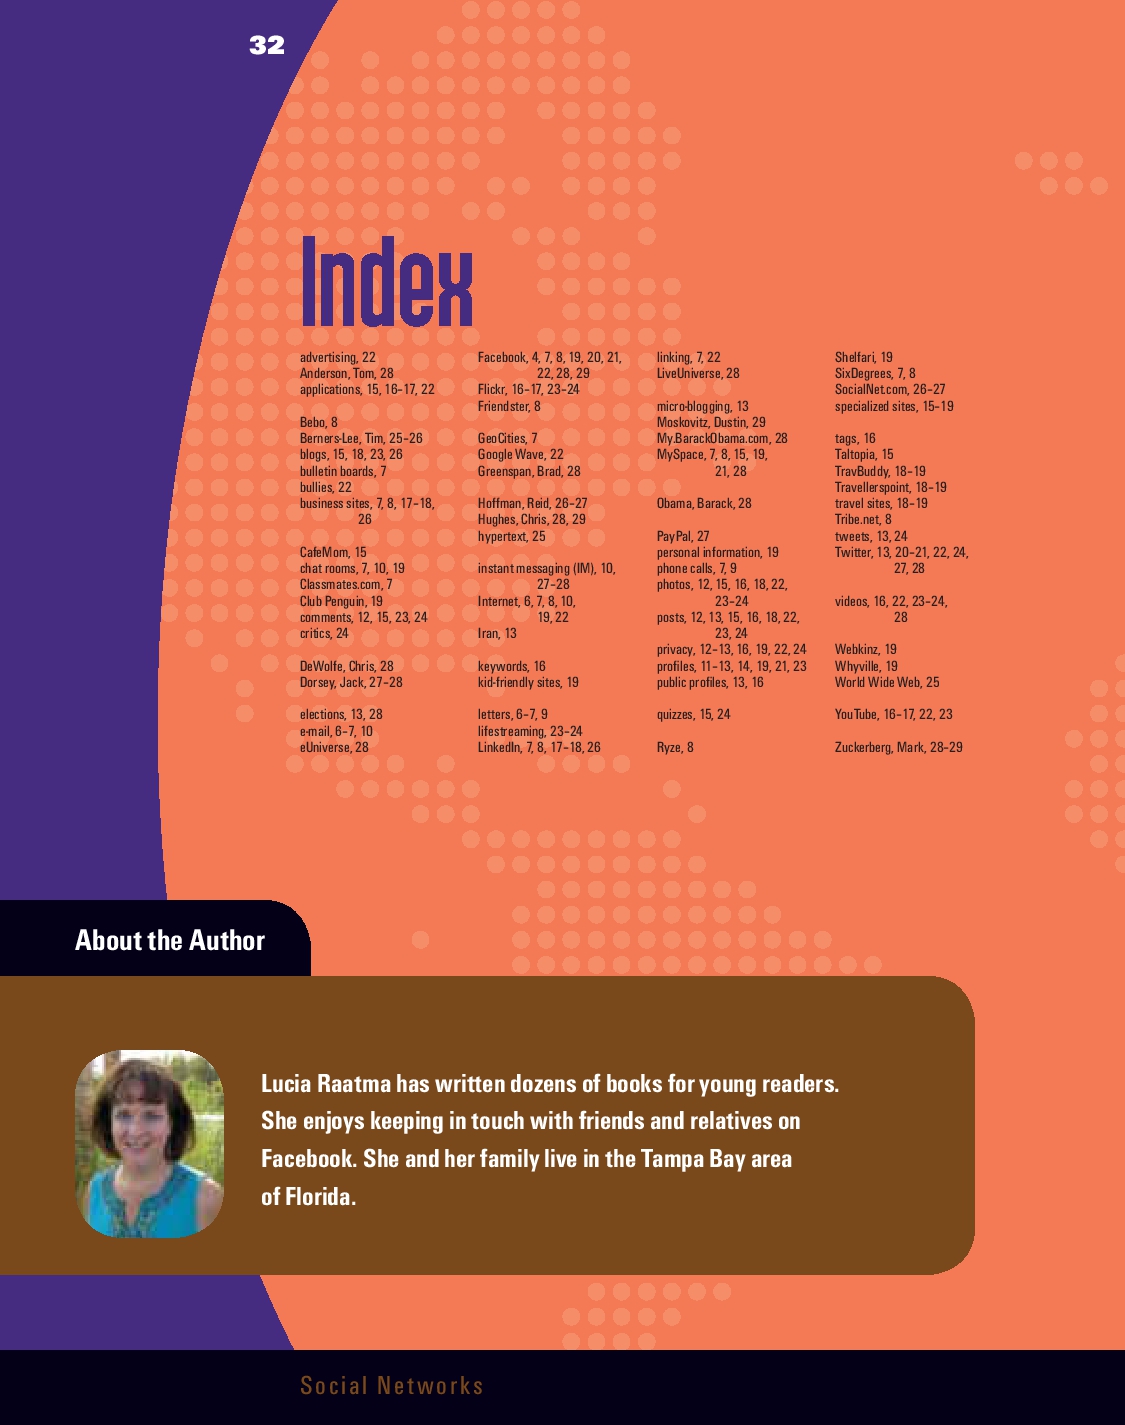 32
Index
advertising, 22
Anderson, Tom, 28
applications, 15, 16–17, 22
Bebo, 8
Berners-Lee, Tim, 25–26
blogs, 15, 18, 23, 26
bulletin boards, 7
bullies, 22
business sites, 7, 8, 17–18,
26
CafeMom, 15
chat rooms, 7, 10, 19
Classmates.com, 7
Club Penguin, 19
comments, 12, 15, 23, 24
critics, 24
DeWolfe, Chris, 28
Dorsey, Jack, 27–28
elections, 13, 28
e-mail, 6–7, 10
eUniverse, 28
Facebook, 4, 7, 8, 19, 20, 21,
22, 28, 29
Flickr, 16–17, 23–24
Friendster, 8
GeoCities, 7
Google Wave, 22
Greenspan, Brad, 28
Hoffman, Reid, 26–27
Hughes, Chris, 28, 29
hypertext, 25
instant messaging (IM), 10,
27–28
Internet, 6, 7, 8, 10,
19, 22
Iran, 13
keywords, 16
kid-friendly sites, 19
letters, 6–7, 9
lifestreaming, 23–24
LinkedIn, 7, 8, 17–18, 26
linking, 7, 22
LiveUniverse, 28
micro-blogging, 13
Moskovitz, Dustin, 29
My.BarackObama.com, 28
MySpace, 7, 8, 15, 19,
21, 28
Obama, Barack, 28
PayPal, 27
personal information, 19
phone calls, 7, 9
photos, 12, 15, 16, 18, 22,
23–24
posts, 12, 13, 15, 16, 18, 22,
23, 24
privacy, 12–13, 16, 19, 22, 24
profiles, 11–13, 14, 19, 21, 23
public profiles, 13, 16
quizzes, 15, 24
Ryze, 8
Shelfari, 19
SixDegrees, 7, 8
SocialNet.com, 26–27
specialized sites, 15–19
tags, 16
Taltopia, 15
TravBuddy, 18–19
Travellerspoint, 18–19
travel sites, 18–19
Tribe.net, 8
tweets, 13, 24
Twitter, 13, 20–21, 22, 24,
27, 28
videos, 16, 22, 23–24,
28
Webkinz, 19
Whyville, 19
World Wide Web, 25
YouTube, 16–17, 22, 23
Zuckerberg, Mark, 28–29
About the Author
Lucia Raatma has written dozens of books for young readers.
She enjoys keeping in touch with friends and relatives on
Facebook. She and her family live in the Tampa Bay area
of Florida.
Social Networks